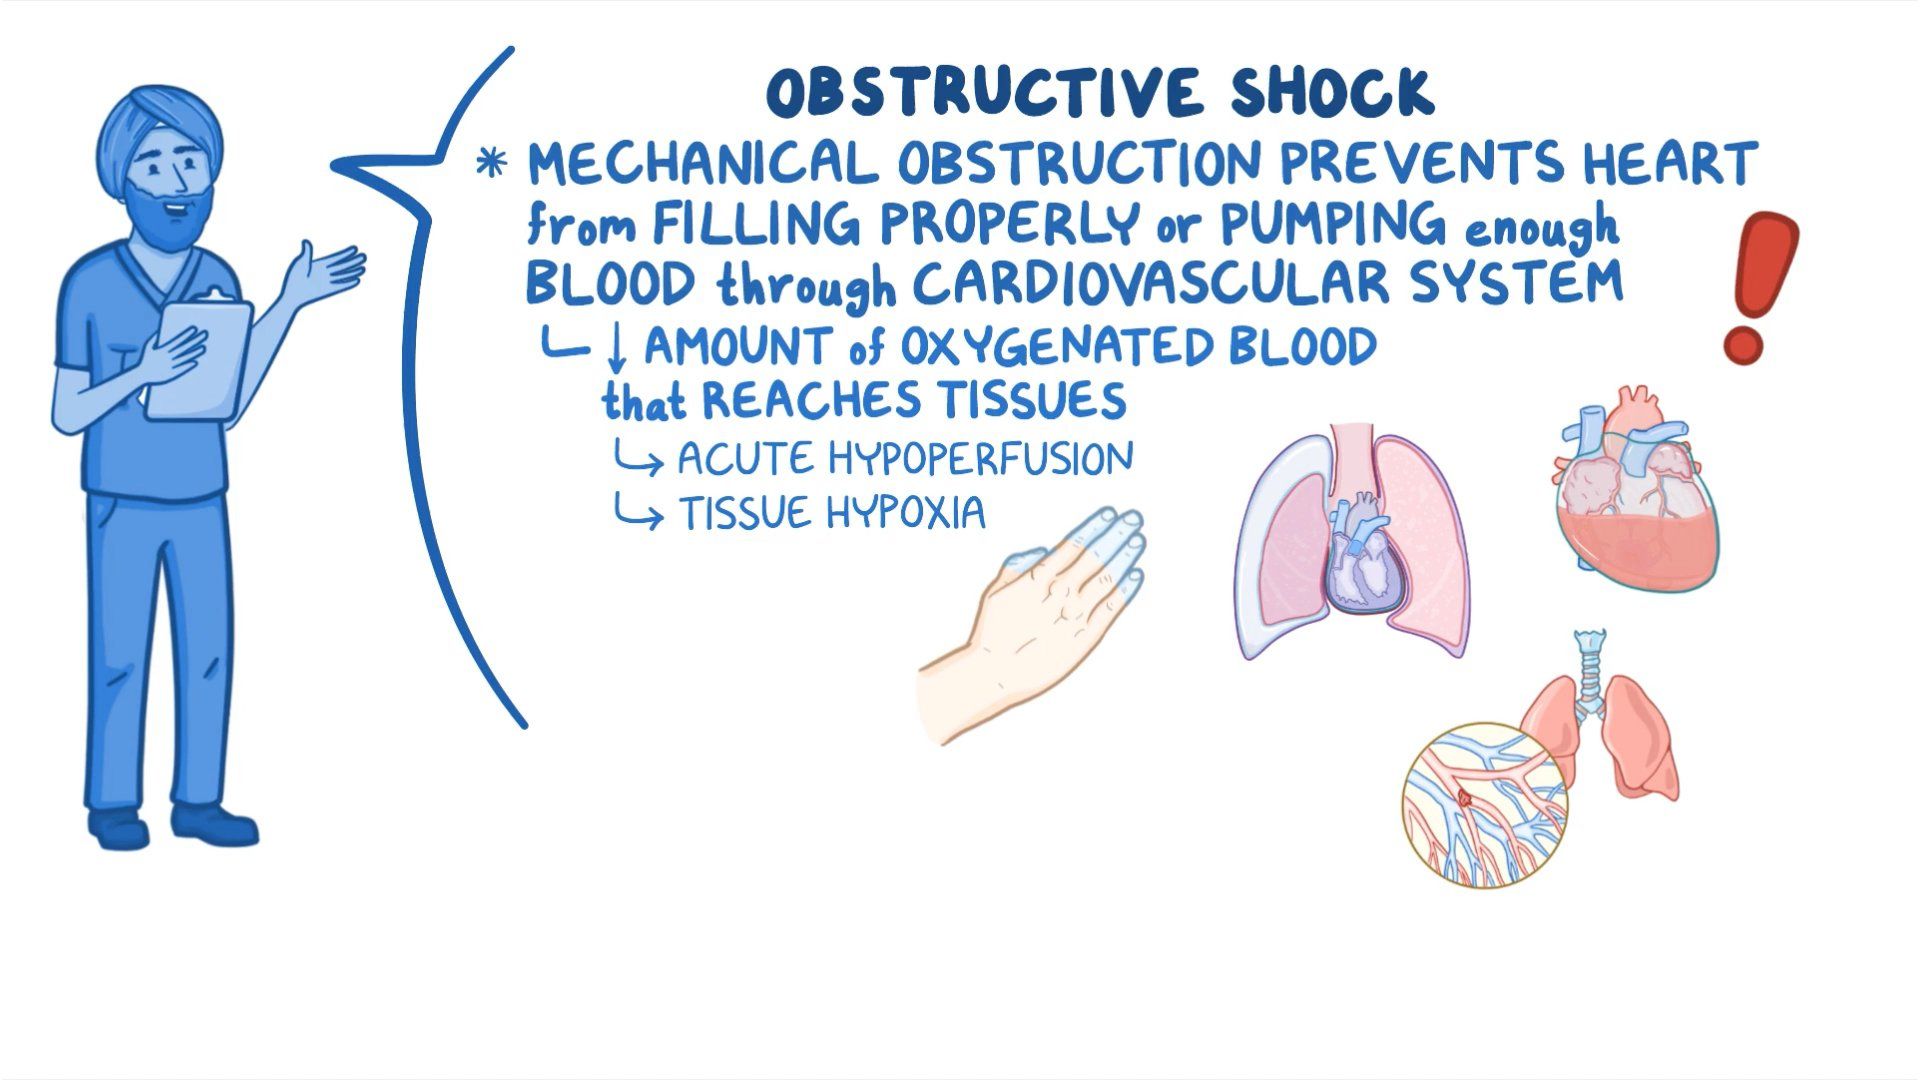 OBSTRUCTIVE SHOCK
* MECHANICAL OBSTRUCTION PREVENTS HEART
from FILLING PROPERLY or PUMPING enough
BLOOD through CARDIOVASCULAR SYSTEM
↓ AMOUNT of OXYGENATED BLOOD
that REACHES TISSUES
↳ ACUTE HYPOPERFUSION
↳ TISSUE HYPOXIA